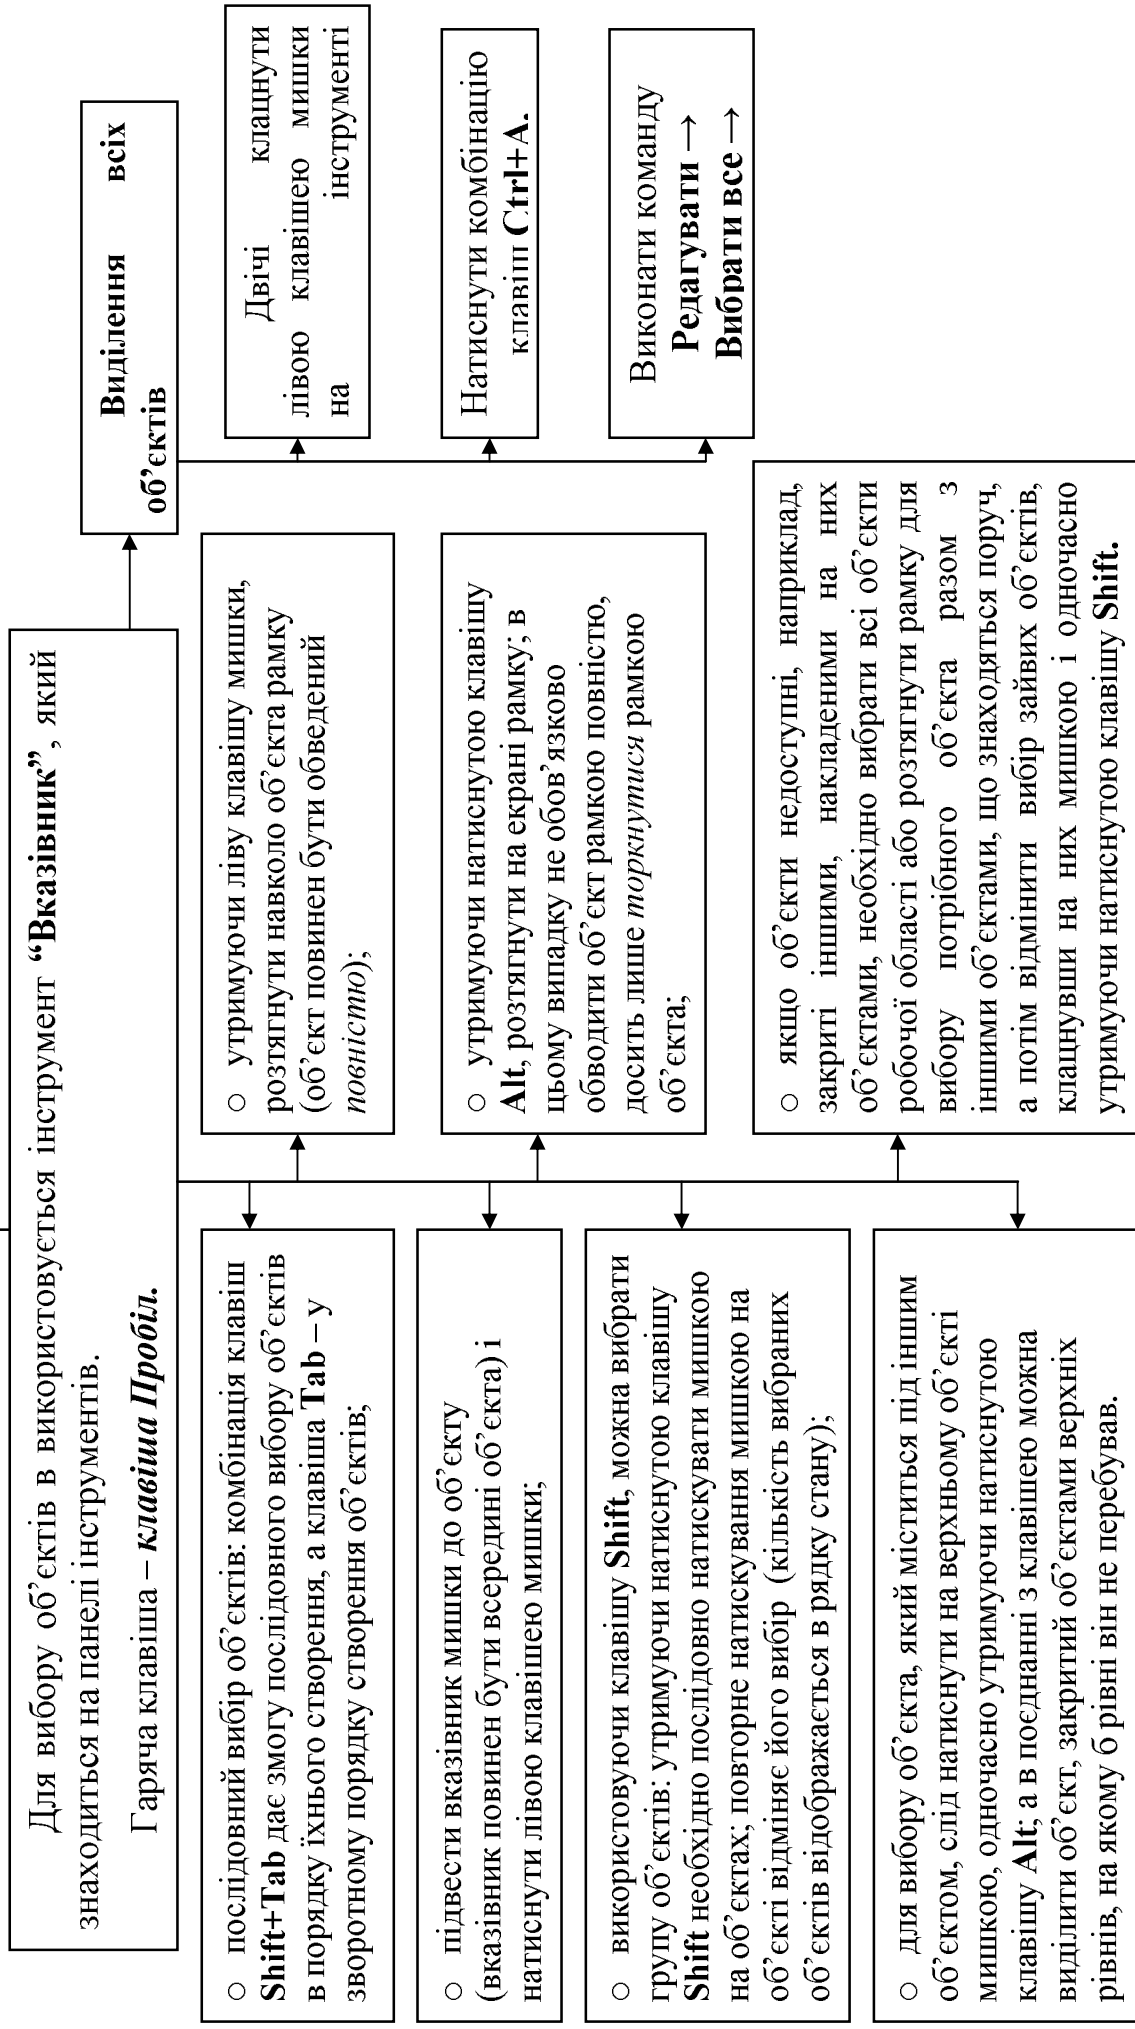 Для вибору об’єктів в використовується інструмент “Вказівник”, який
знаходиться на панелі інструментів.
Гаряча клавіша – клавіша Пробіл.
○ послідовний вибір об’єктів: комбінація клавіш
Shift+Tab дає змогу послідовного вибору об’єктів
в порядку їхнього створення, а клавіша Tab – у
зворотному порядку створення об’єктів;
○ підвести вказівник мишки до об’єкту
(вказівник повинен бути всередині об’єкта) і
натиснути лівою клавішею мишки;
○ використовуючи клавішу Shift, можна вибрати
групу об’єктів: утримуючи натиснутою клавішу
Shift необхідно послідовно натискувати мишкою
на об’єктах; повторне натискування мишкою на
об’єкті відміняє його вибір (кількість вибраних
об’єктів відображається в рядку стану);
○ для вибору об’єкта, який міститься під іншим
об’єктом, слід натиснути на верхньому об’єкті
мишкою, одночасно утримуючи натиснутою
клавішу Alt; а в поєднанні з клавішею можна
виділити об’єкт, закритий об’єктами верхніх
рівнів, на якому б рівні він не перебував.
○ утримуючи ліву клавішу мишки,
розтягнути навколо об’єкта рамку
(об’єкт повинен бути обведений
повністю);
○ утримуючи натиснутою клавішу
Alt, розтягнути на екрані рамку; в
цьому випадку не обов’язково
обводити об’єкт рамкою повністю,
досить лише торкнутися рамкою
об’єкта;
○ якщо об’єкти недоступні, наприклад,
закриті іншими, накладеними на них
об’єктами, необхідно вибрати всі об’єкти
робочої області або розтягнути рамку для
вибору потрібного об’єкта разом з
іншими об’єктами, що знаходяться поруч,
а потім відмінити вибір зайвих об’єктів,
клацнувши на них мишкою і одночасно
утримуючи натиснутою клавішу Shift.
Виділення всіх
об’єктів
Двічі клацнути
лівою клавішею мишки
на інструменті
Натиснути комбінацію
клавіш Ctrl+A.
Виконати команду
Редагувати →
Вибрати все →